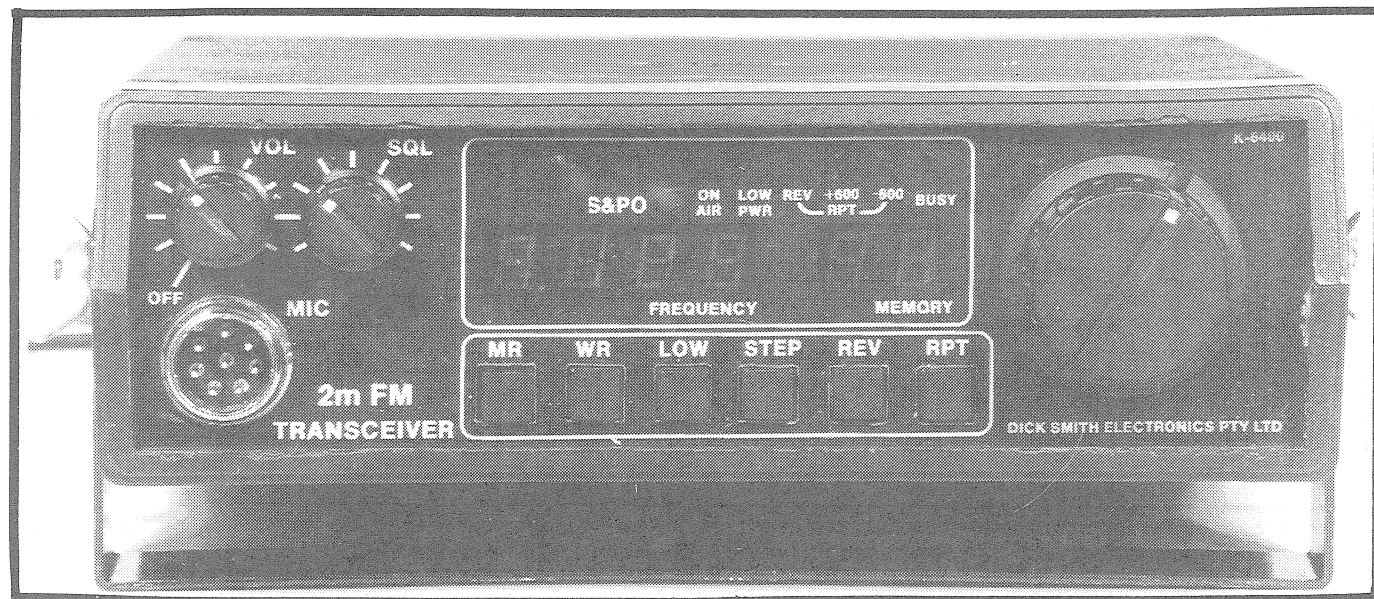 VOL
SQL
OFF
MIC
2m FM
TRANSCEIVER
S&PO
ON AIR
LOW PWR
REV +600 -600
RPT
BUSY
FREQUENCY
MEMORY
MR WR LOW STEP REV RPT
K-6400
DICK SMITH ELECTRONICS PTY LTD